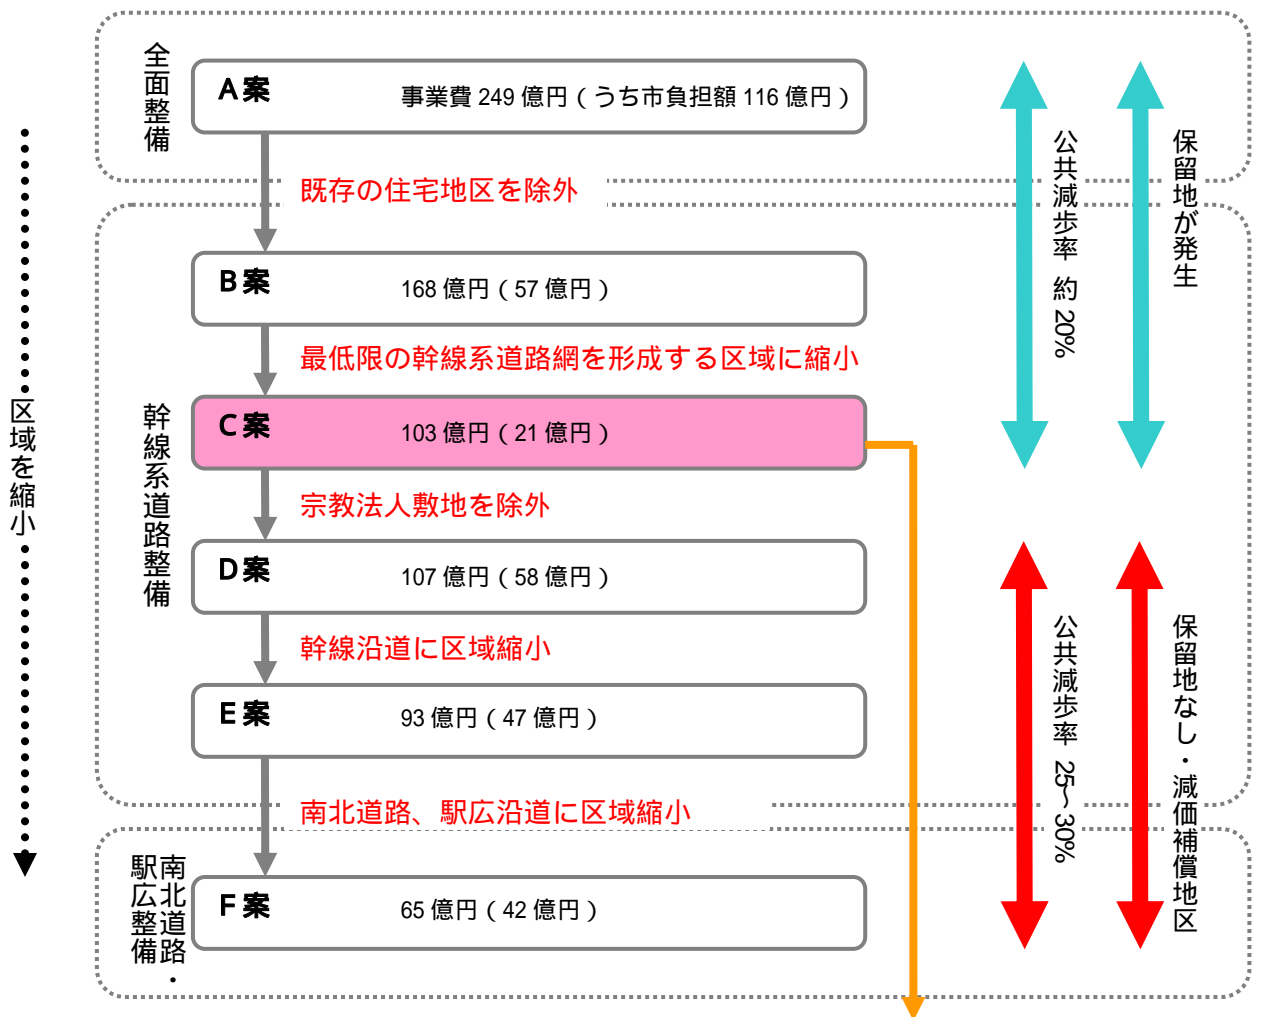 全面整備
A案 事業費 249 億円（うち市負担額 116 億円）
既存の住宅地区を除外
B案 168 億円（57 億円）
最低限の幹線系道路網を形成する区域に縮小
C案 103 億円（21 億円）
宗教法人敷地を除外
D案 107 億円（58 億円）
幹線沿道に区域縮小
E案 93 億円（47 億円）
南北道路、駅広沿道に区域縮小
F案 65 億円（42 億円）
幹線系道路整備
南北道路・
駅広整備
区域を縮小
公共減歩率 約 20%
保留地が発生
公共減歩率 25～30%
保留地なし・減価補償地区